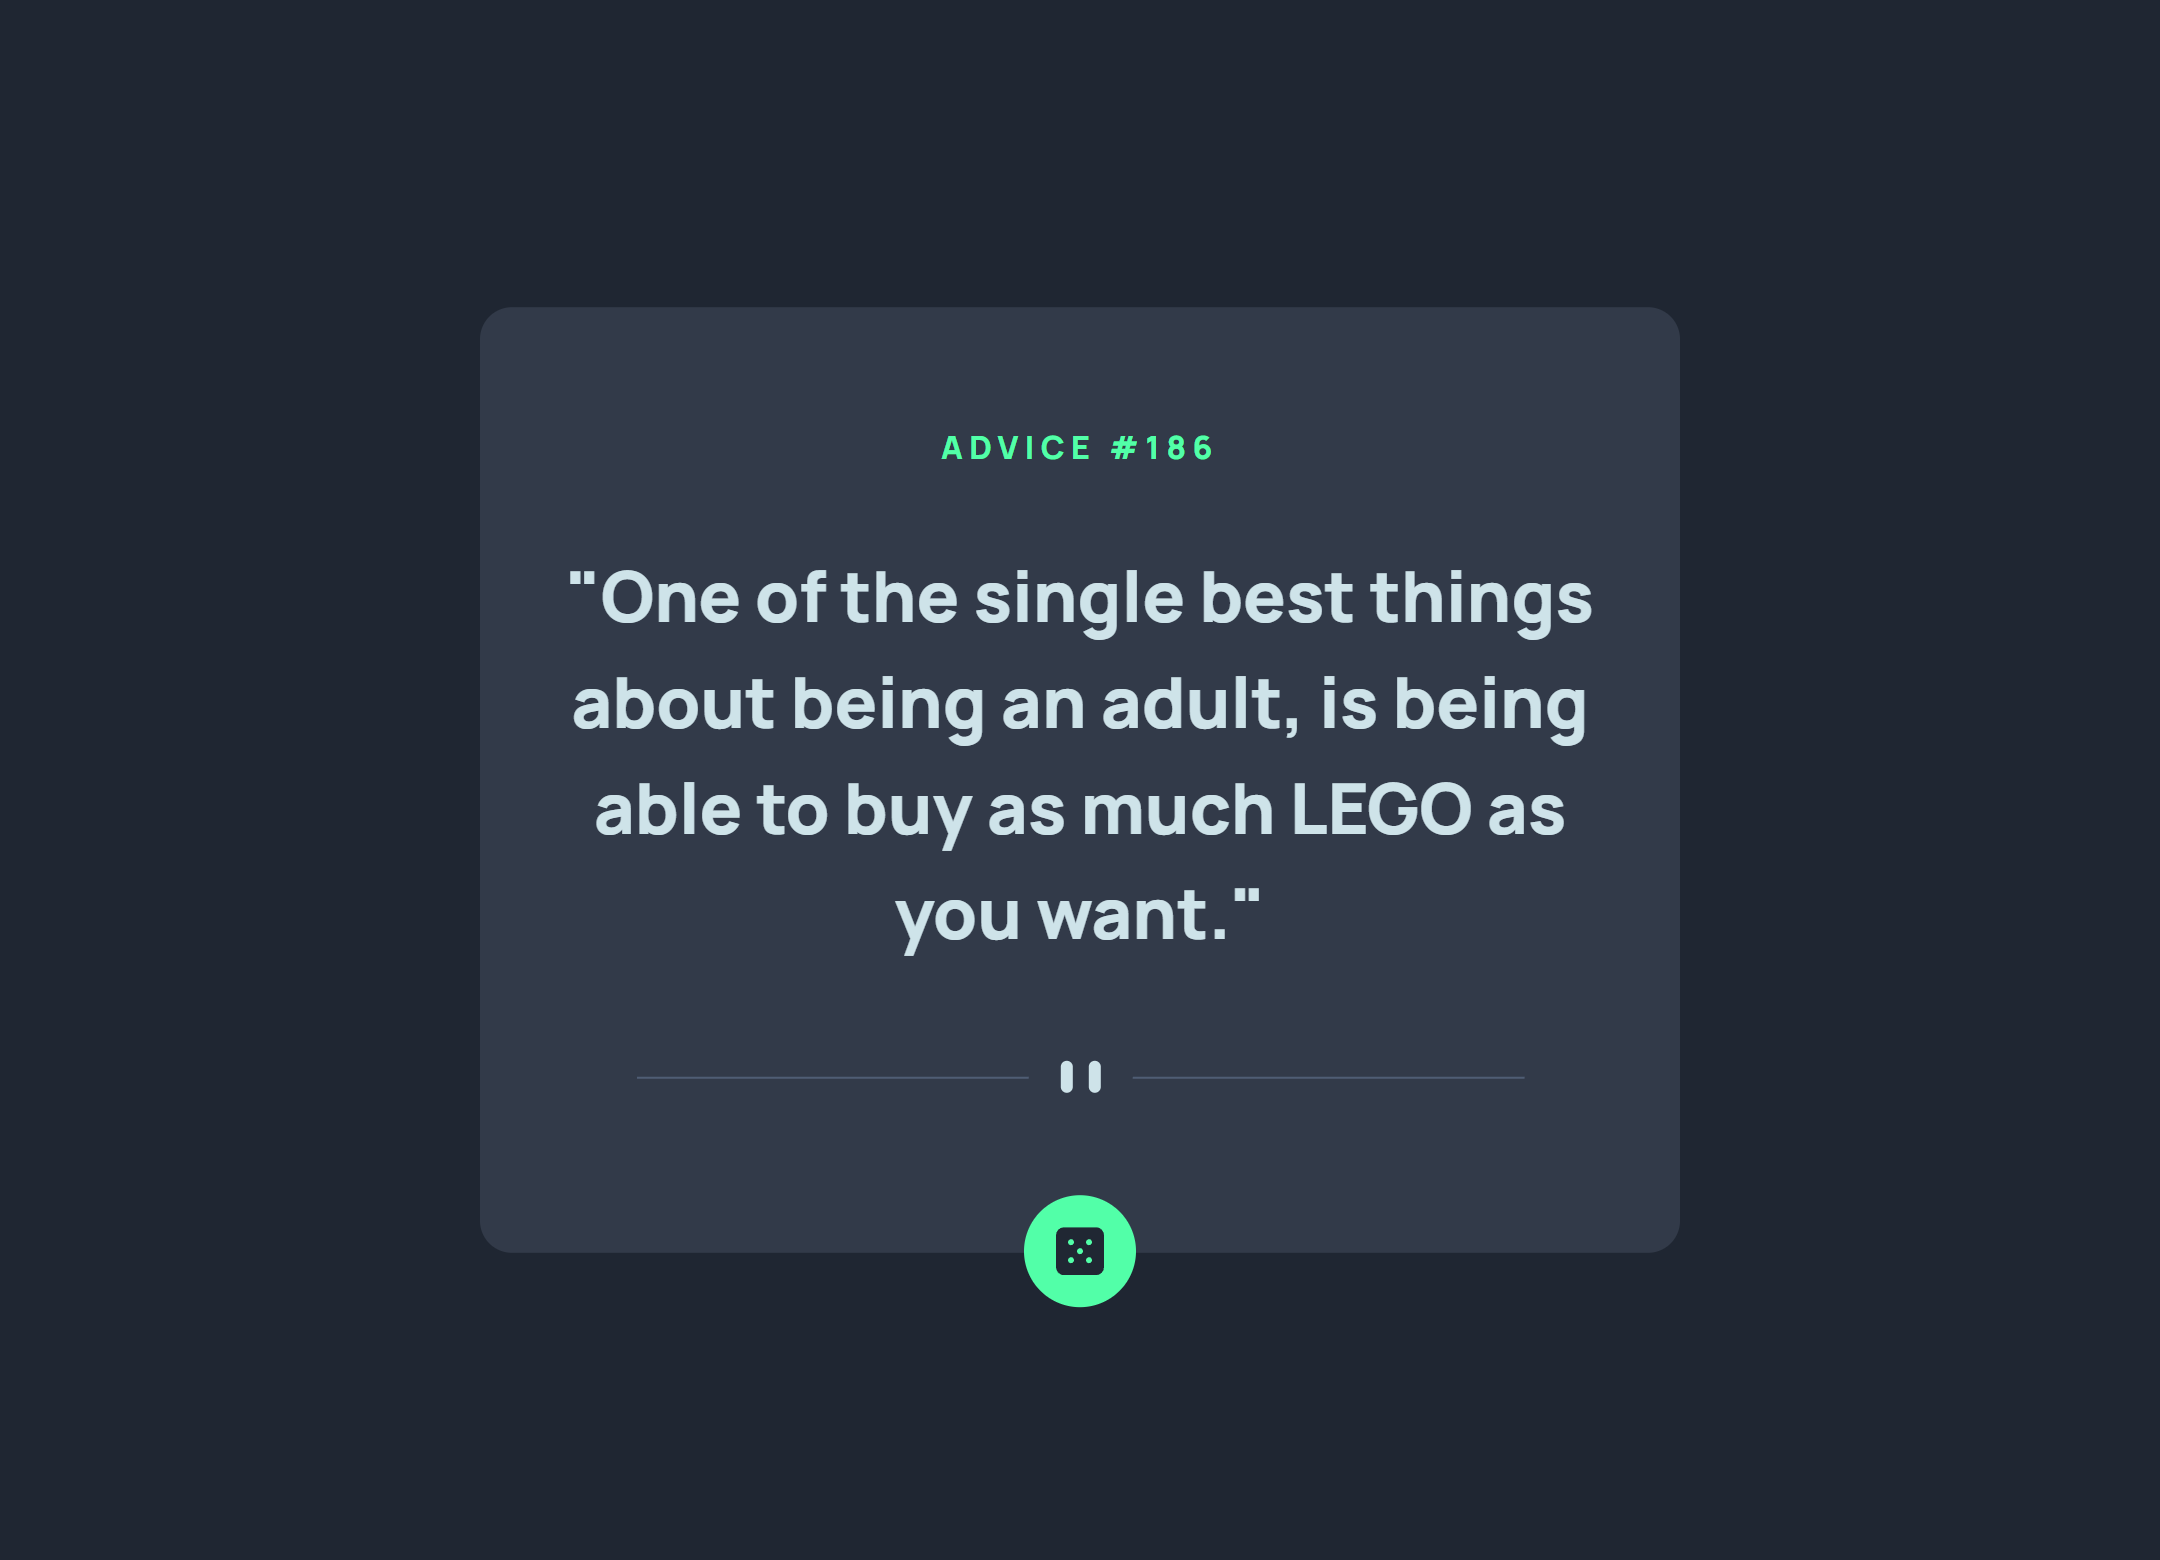 ADVICE #186
"One of the single best things
about being an adult, is being
able to buy as much LEGO as
you want."